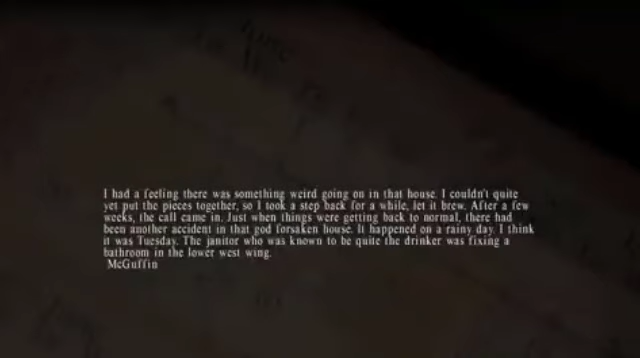 I had a feeling there was something weird going on in that house. I couldn't quite
yet put the pieces together, so I took a step back for a while, let it brew. After a few
weeks, the call came in. Just when things were getting back to normal, there had
been another accident in that god forsaken house. It happened on a rainy day. I think
it was Tuesday. The janitor who was known to be quite the drinker was fixing a
bathroom in the lower west wing.
McGuffin